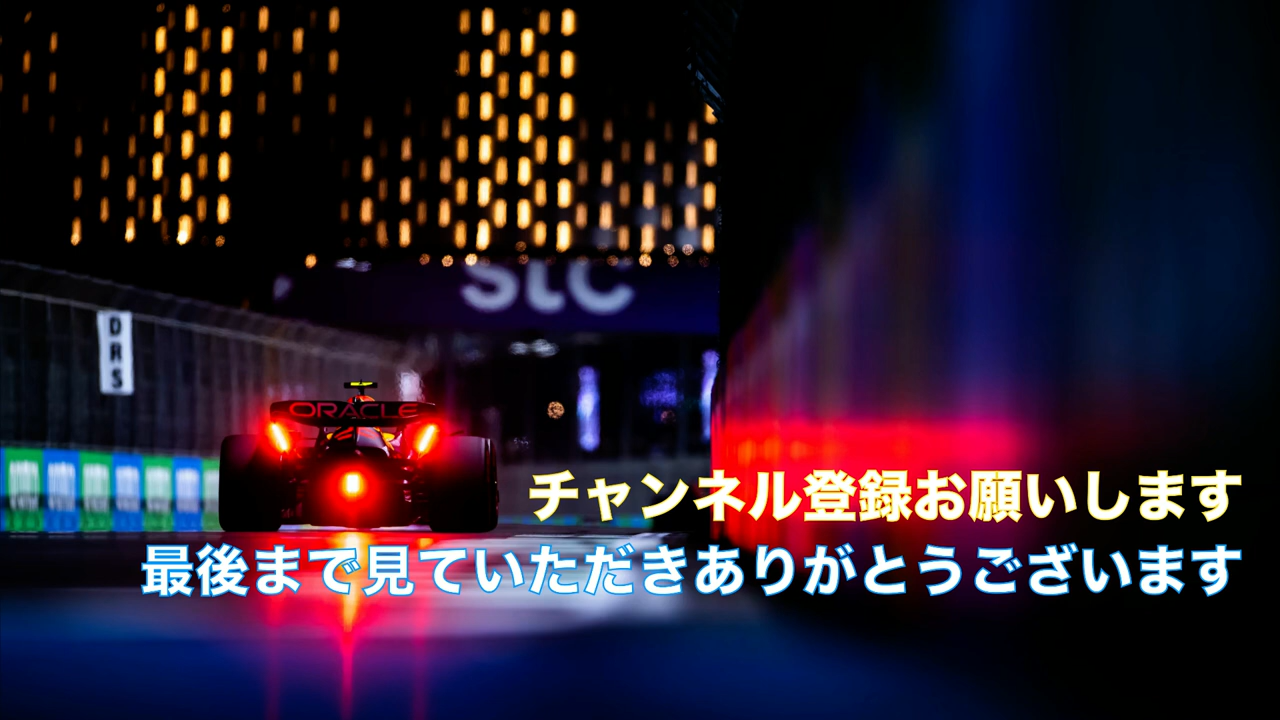 stc
DRS
ORACLE
チャンネル登録お願いします
最後まで見ていただきありがとうございます